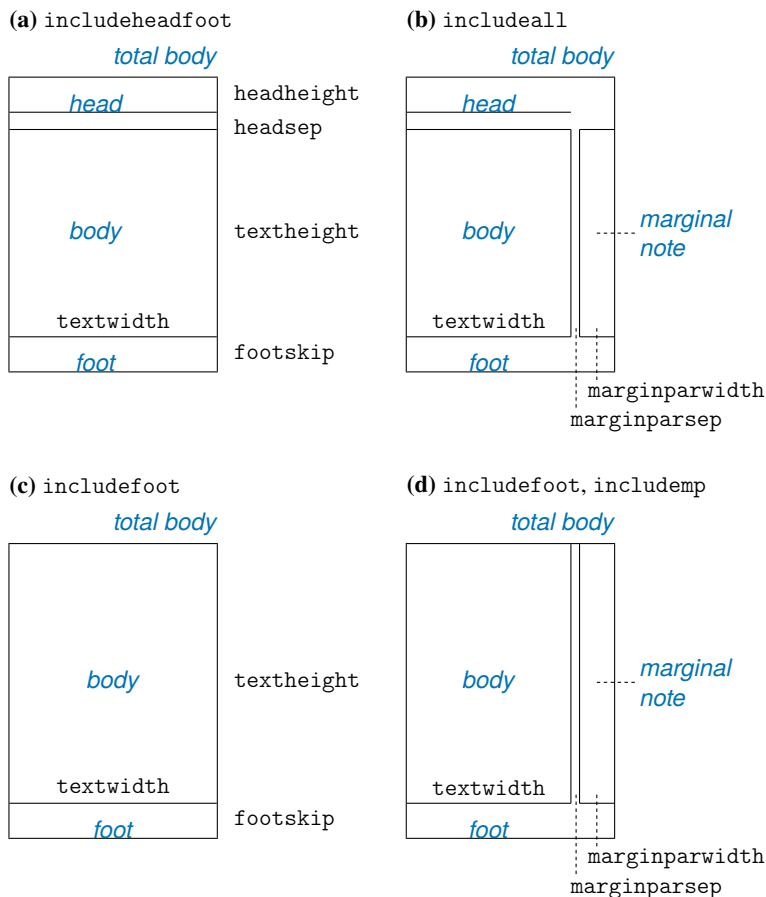 (a) includeheadfoot
total body
head
headheight
headsep
body
textheight
textwidth
foot
footskip
(b) includeall
total body
head
body
marginal
note
textwidth
foot
marginparwidth
marginparsep
(c) includefoot
total body
body
textheight
textwidth
foot
footskip
(d) includefoot, includemp
total body
body
marginal
note
textwidth
foot
marginparwidth
marginparsep